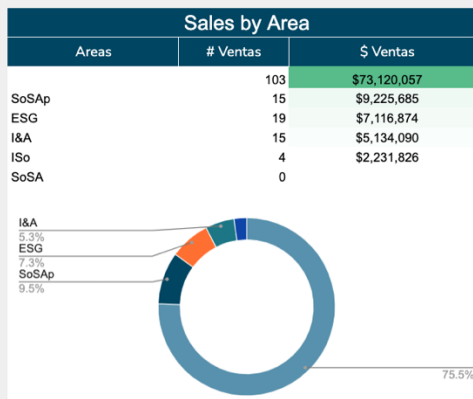 Sales by Area
Areas # Ventas $ Ventas
103 $73,120,057
SoSAp 15 $9,225,685
ESG 19 $7,116,874
I&A 15 $5,134,090
ISo 4 $2,231,826
SoSA 0
I&A
5.3%
ESG
7.3%
SoSAp
9.5%
75.5%